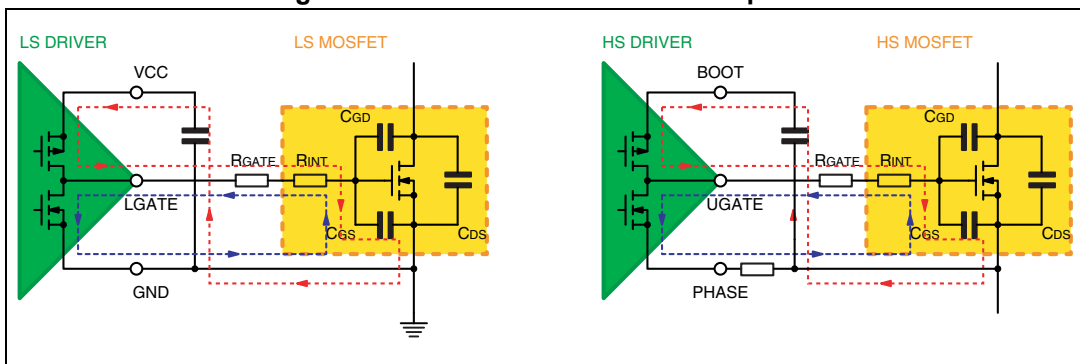 LS DRIVER
LS MOSFET
VCC
CGD
RGATE
RINT
LGATE
CGS
CDS
GND
HS DRIVER
HS MOSFET
BOOT
CGD
RGATE
RINT
UGATE
CGS
CDS
PHASE